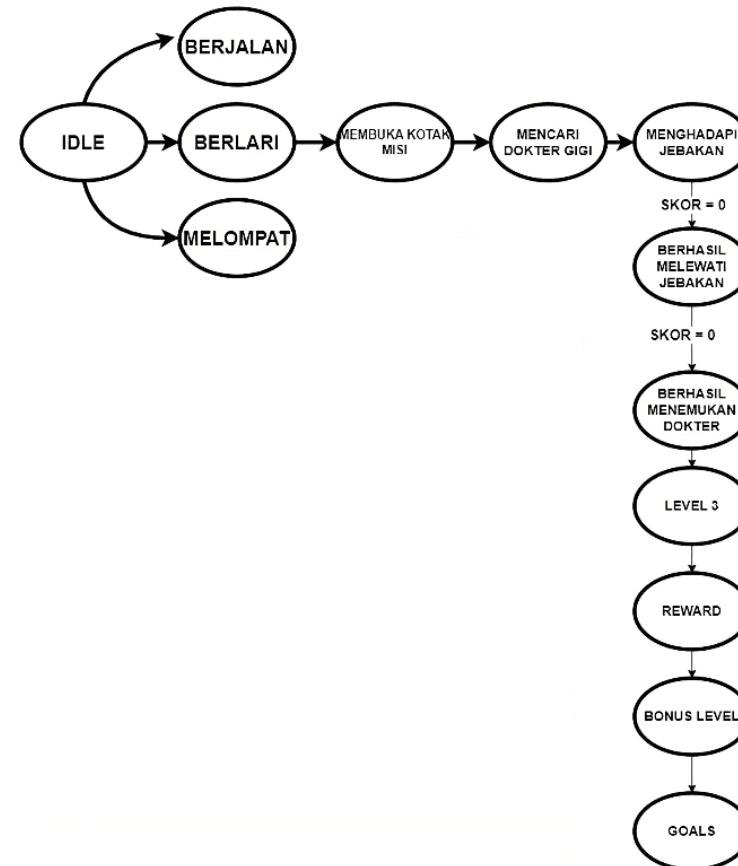 BERJALAN
IDLE
BERLARI
MEMBUKA KOTAK
MISI
MENCARI
DOKTER GIGI
MENGHADAPI
JEBAKAN
SKOR = 0
MELOMPAT
BERHASIL
MELEWATI
JEBAKAN
SKOR = 0
BERHASIL
MENEMUKAN
DOKTER
LEVEL 3
REWARD
BONUS LEVEL
GOALS